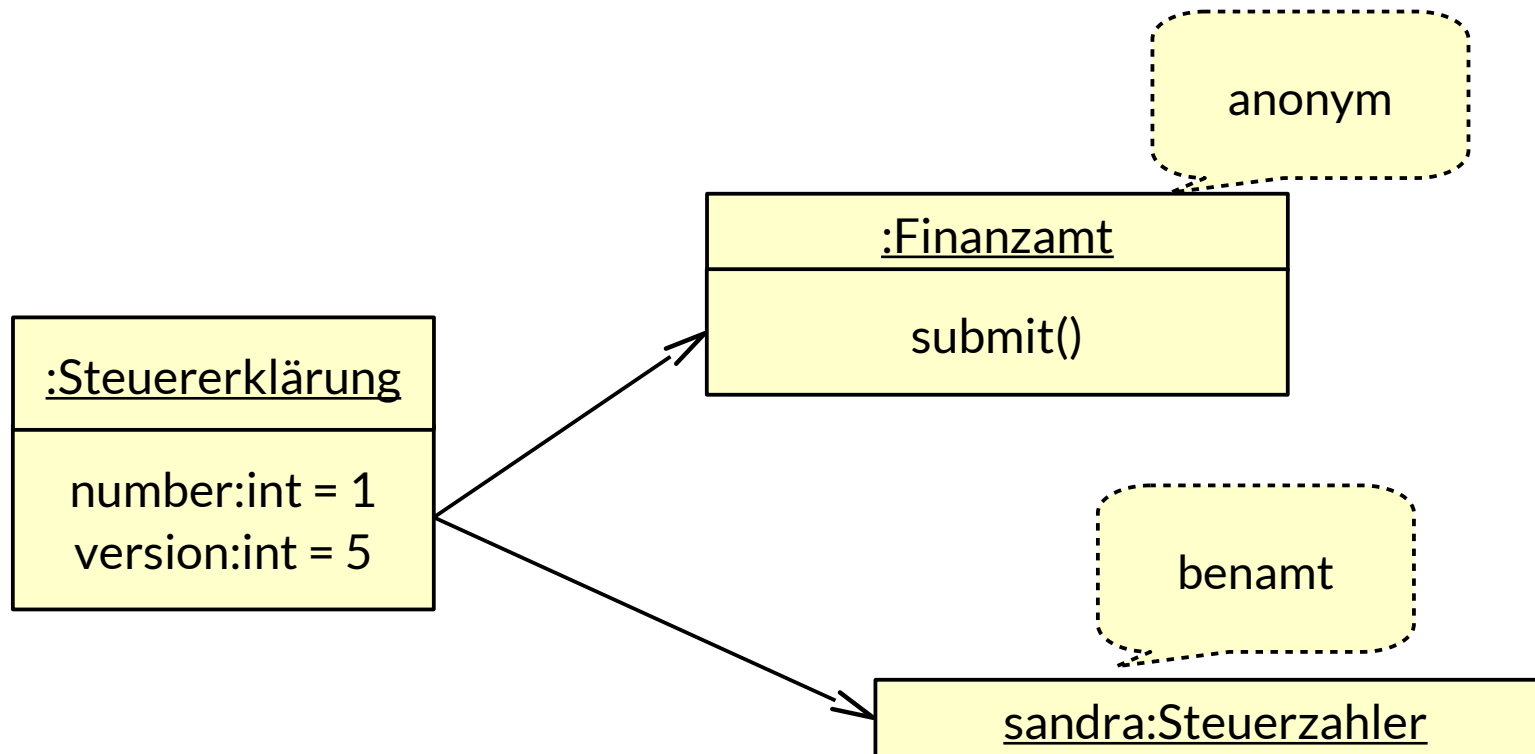 anonym
:Finanzamt
submit()
:Steuererklärung
number:int = 1
version:int = 5
benamt
sandra:Steuerzahler